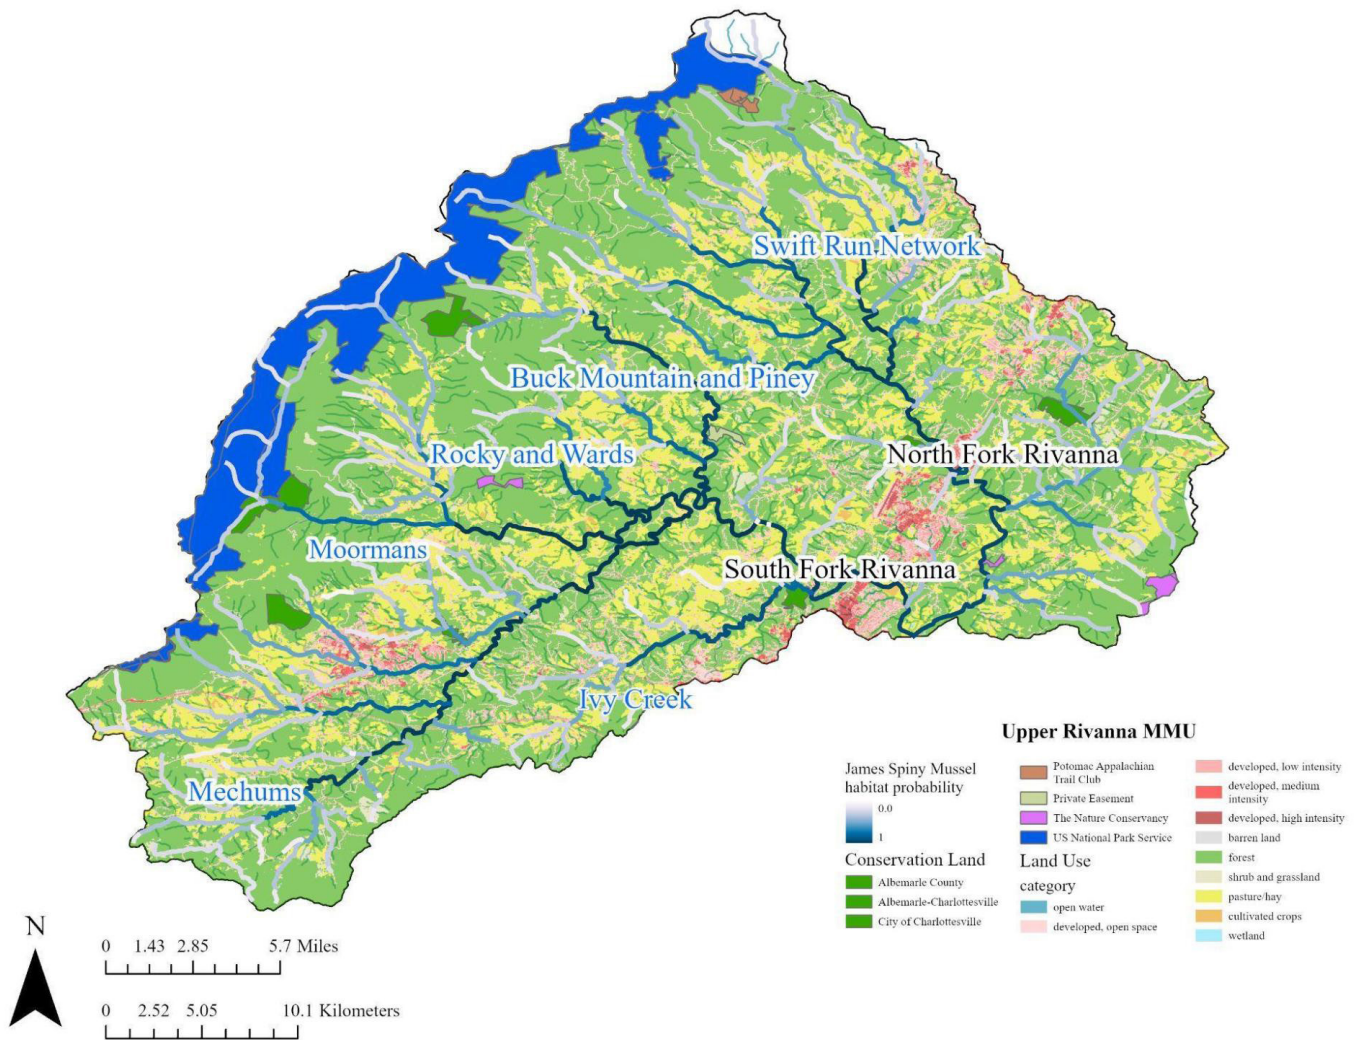 Swift Run Network
Buck Mountain and Piney
Rocky and Wards
North Fork Rivanna
Moormans
South Fork Rivanna
Ivy Creek
Mechums
Upper Rivanna MMU
James Spiny Mussel
habitat probability
0.0
1
Conservation Land
Albemarle County
Albemarle-Charlottesville
City of Charlottesville
Potomac Appalachian
Trail Club
Private Easement
The Nature Conservancy
US National Park Service
Land Use
category
open water
developed, open space
developed, low intensity
developed, medium
intensity
developed, high intensity
barren land
forest
shrub and grassland
pasture/hay
cultivated crops
wetland
N
0 1.43 2.85 5.7 Miles
0 2.52 5.05 10.1 Kilometers